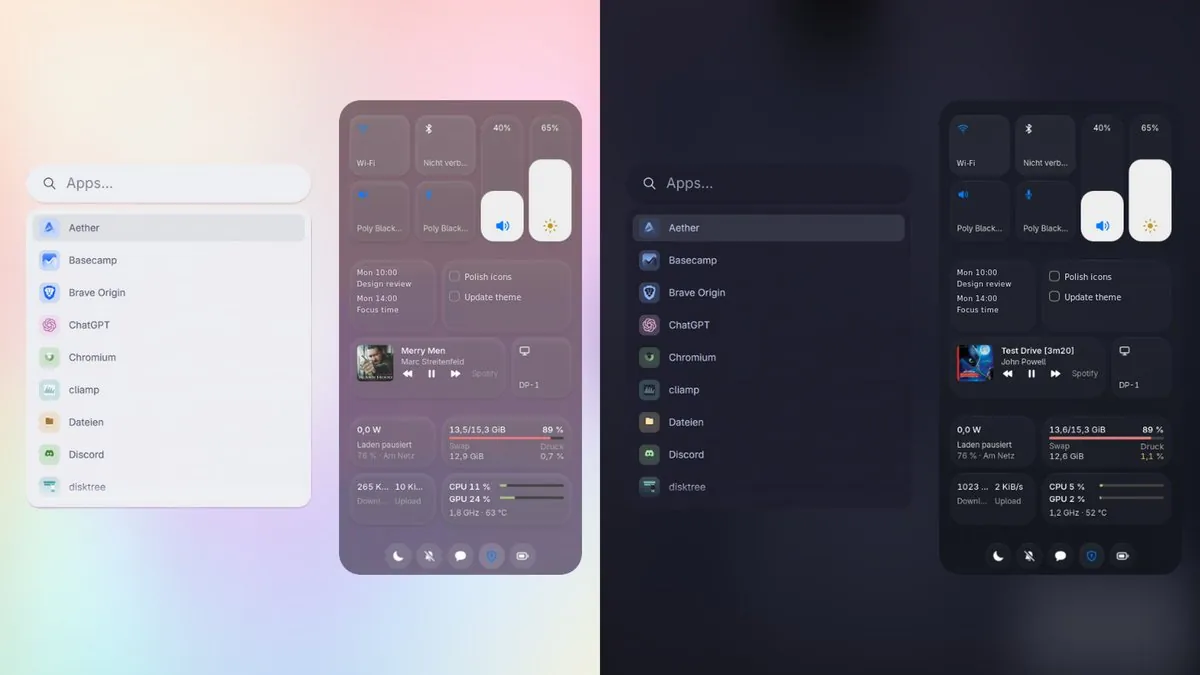 Apps...
Aether
Basecamp
Brave Origin
ChatGPT
Chromium
cliamp
Dateien
Discord
disktree
40%
65%
Wi-Fi
Nicht verb...
Poly Black...
Poly Black...
Mon 10:00
Design review
Mon 14:00
Focus time
Polish icons
Update theme
Merry Men
Marc Streitenfeld
Spotify
DP-1
0,0 W
Laden pausiert
76 % · Am Netz
13,5/15,3 GiB 89 %
Swap Druck
12,9 GiB 0,7 %
265 K... 10 Ki...
Downl... Upload
CPU 11 %
GPU 24 %
1,8 GHz · 63 °C
Apps...
Aether
Basecamp
Brave Origin
ChatGPT
Chromium
cliamp
Dateien
Discord
disktree
40%
65%
Wi-Fi
Nicht verb...
Poly Black...
Poly Black...
Mon 10:00
Design review
Mon 14:00
Focus time
Polish icons
Update theme
Test Drive [3m20]
John Powell
Spotify
DP-1
0,0 W
Laden pausiert
76 % · Am Netz
13,6/15,3 GiB 89 %
Swap Druck
12,6 GiB 1,1 %
1023 ... 2 KiB/s
Downl... Upload
CPU 5 %
GPU 2 %
1,2 GHz · 52 °C